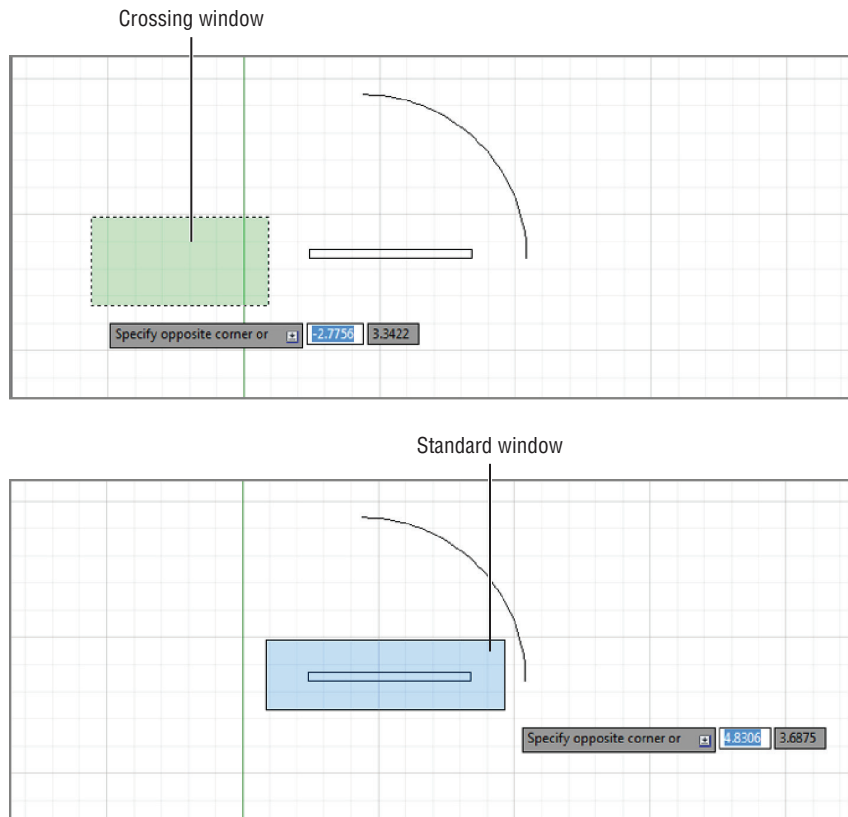 Crossing window
Specify opposite corner or -2.7756 3.3422
Standard window
Specify opposite corner or 4.8306 3.6875